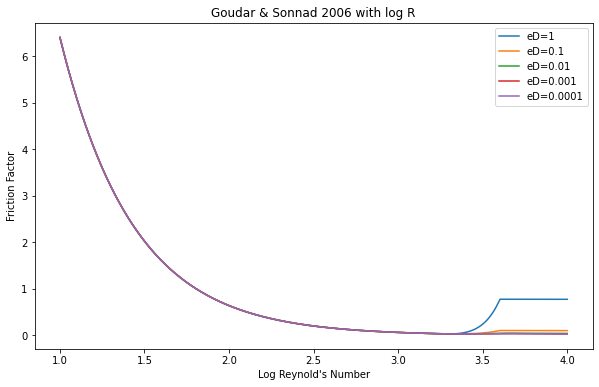 Goudar & Sonnad 2006 with log R
eD=1
eD=0.1
eD=0.01
eD=0.001
eD=0.0001
Friction Factor
6
5
4
3
2
1
0
1.0 1.5 2.0 2.5 3.0 3.5 4.0
Log Reynold's Number